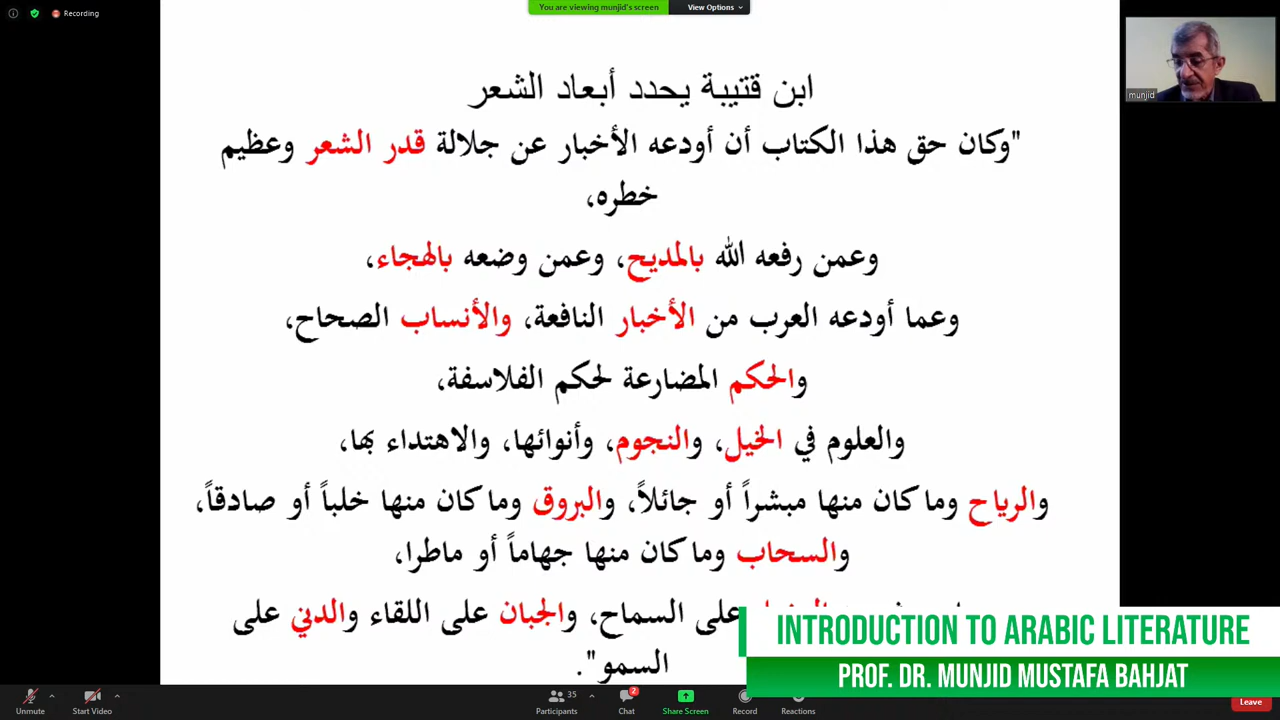 Recording
You are viewing munjid's screen
View Options
munjid
ابن قتيبة يحدد أبعاد الشعر
"وكان حق هذا الكتاب أن أودعه الأخبار عن جلالة قدر الشعر وعظيم
خطره،
وعمن رفعه الله بالمديح، وعمن وضعه بالهجاء،
وعما أودعه العرب من الأخبار النافعة، والأنساب الصحاح،
والحكم المضارعة لحكم الفلاسفة،
والعلوم في الخيل، والنجوم، وأنوائها، والاهتداء بها،
والرياح وما كان منها مبشراً أو جائلاً، والبروق وما كان منها خلباً أو صادقاً،
والسحاب وما كان منها جهاماً أو ماطرا،
على السماح، والجبان على اللقاء والدني على
السمو".
INTRODUCTION TO ARABIC LITERATURE
PROF. DR. MUNJID MUSTAFA BAHJAT
Unmute
Start Video
35
Participants
2
Chat
Share Screen
Record
Reactions
Leave